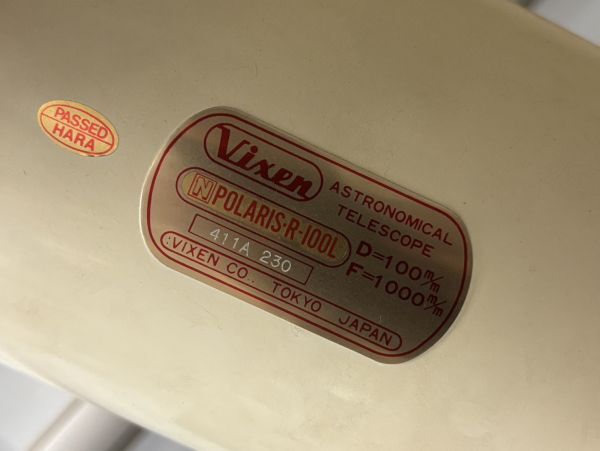 PASSED
HARA
Vixen
ASTRONOMICAL
TELESCOPE
N POLARIS·R-100L
D=100m/m
411A 230
F=1000m/m
VIXEN CO., TOKYO JAPAN